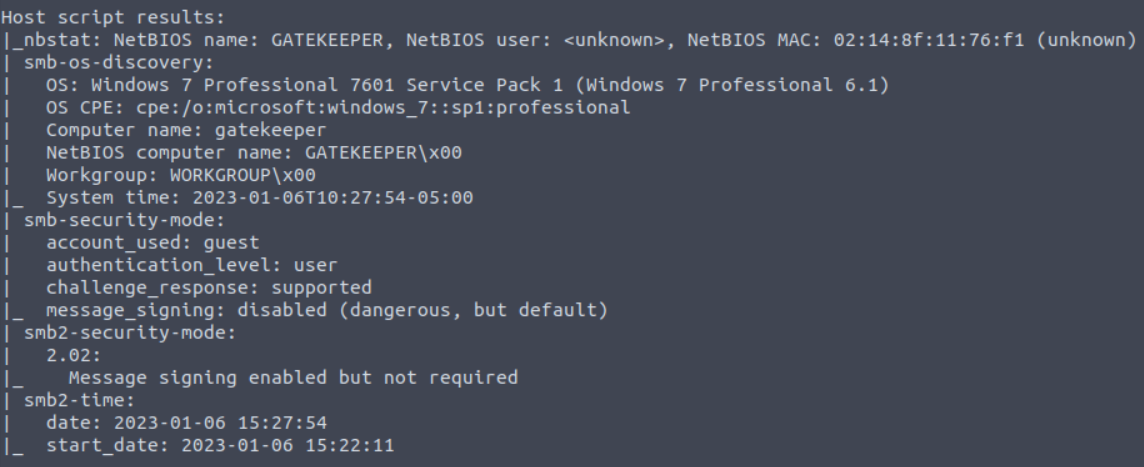 Host script results:
|_nbstat: NetBIOS name: GATEKEEPER, NetBIOS user: <unknown>, NetBIOS MAC: 02:14:8f:11:76:f1 (unknown)
| smb-os-discovery:
|   OS: Windows 7 Professional 7601 Service Pack 1 (Windows 7 Professional 6.1)
|   OS CPE: cpe:/o:microsoft:windows_7::sp1:professional
|   Computer name: gatekeeper
|   NetBIOS computer name: GATEKEEPER\x00
|   Workgroup: WORKGROUP\x00
|_  System time: 2023-01-06T10:27:54-05:00
| smb-security-mode:
|   account_used: guest
|   authentication_level: user
|   challenge_response: supported
|_  message_signing: disabled (dangerous, but default)
| smb2-security-mode:
|   2.02:
|_    Message signing enabled but not required
| smb2-time:
|   date: 2023-01-06 15:27:54
|_  start_date: 2023-01-06 15:22:11